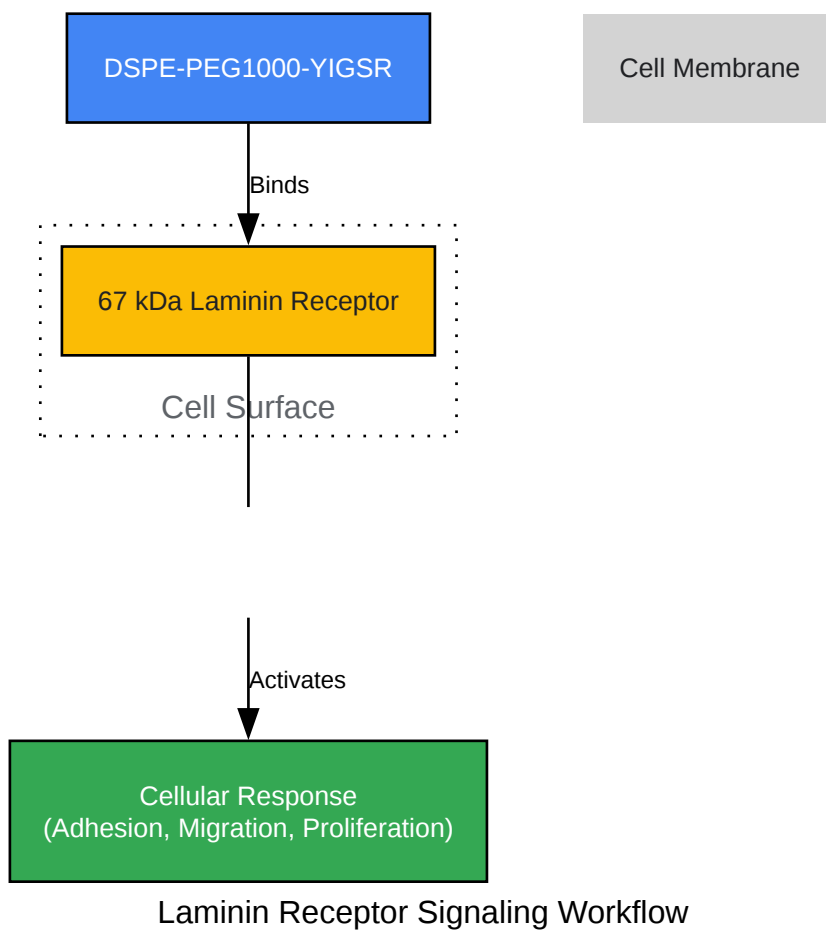 DSPE-PEG1000-YIGSR
Cell Membrane
Binds
67 kDa Laminin Receptor
Cell Surface
Activates
Cellular Response
(Adhesion, Migration, Proliferation)
Laminin Receptor Signaling Workflow